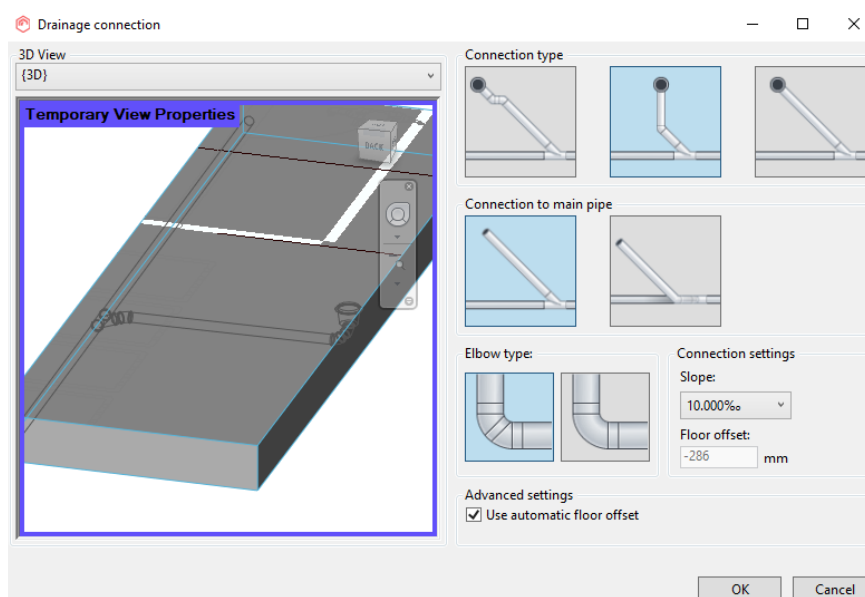 Drainage connection
3D View
{3D}
Temporary View Properties
BACK
Connection type
Connection to main pipe
Elbow type:
Connection settings
Slope:
10.000‰
Floor offset:
-286 mm
Advanced settings
Use automatic floor offset
OK Cancel